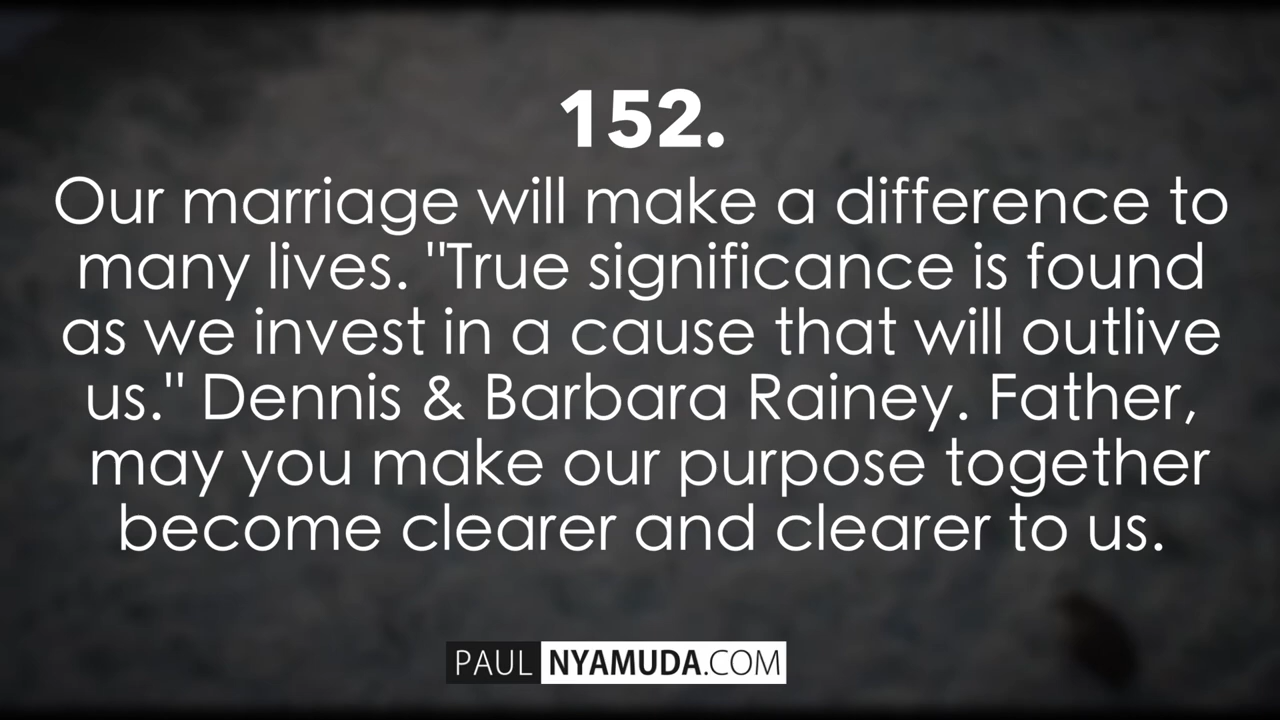 152.
Our marriage will make a difference to
many lives. "True significance is found
as we invest in a cause that will outlive
us." Dennis & Barbara Rainey. Father,
may you make our purpose together
become clearer and clearer to us.
PAUL NYAMUDA.COM